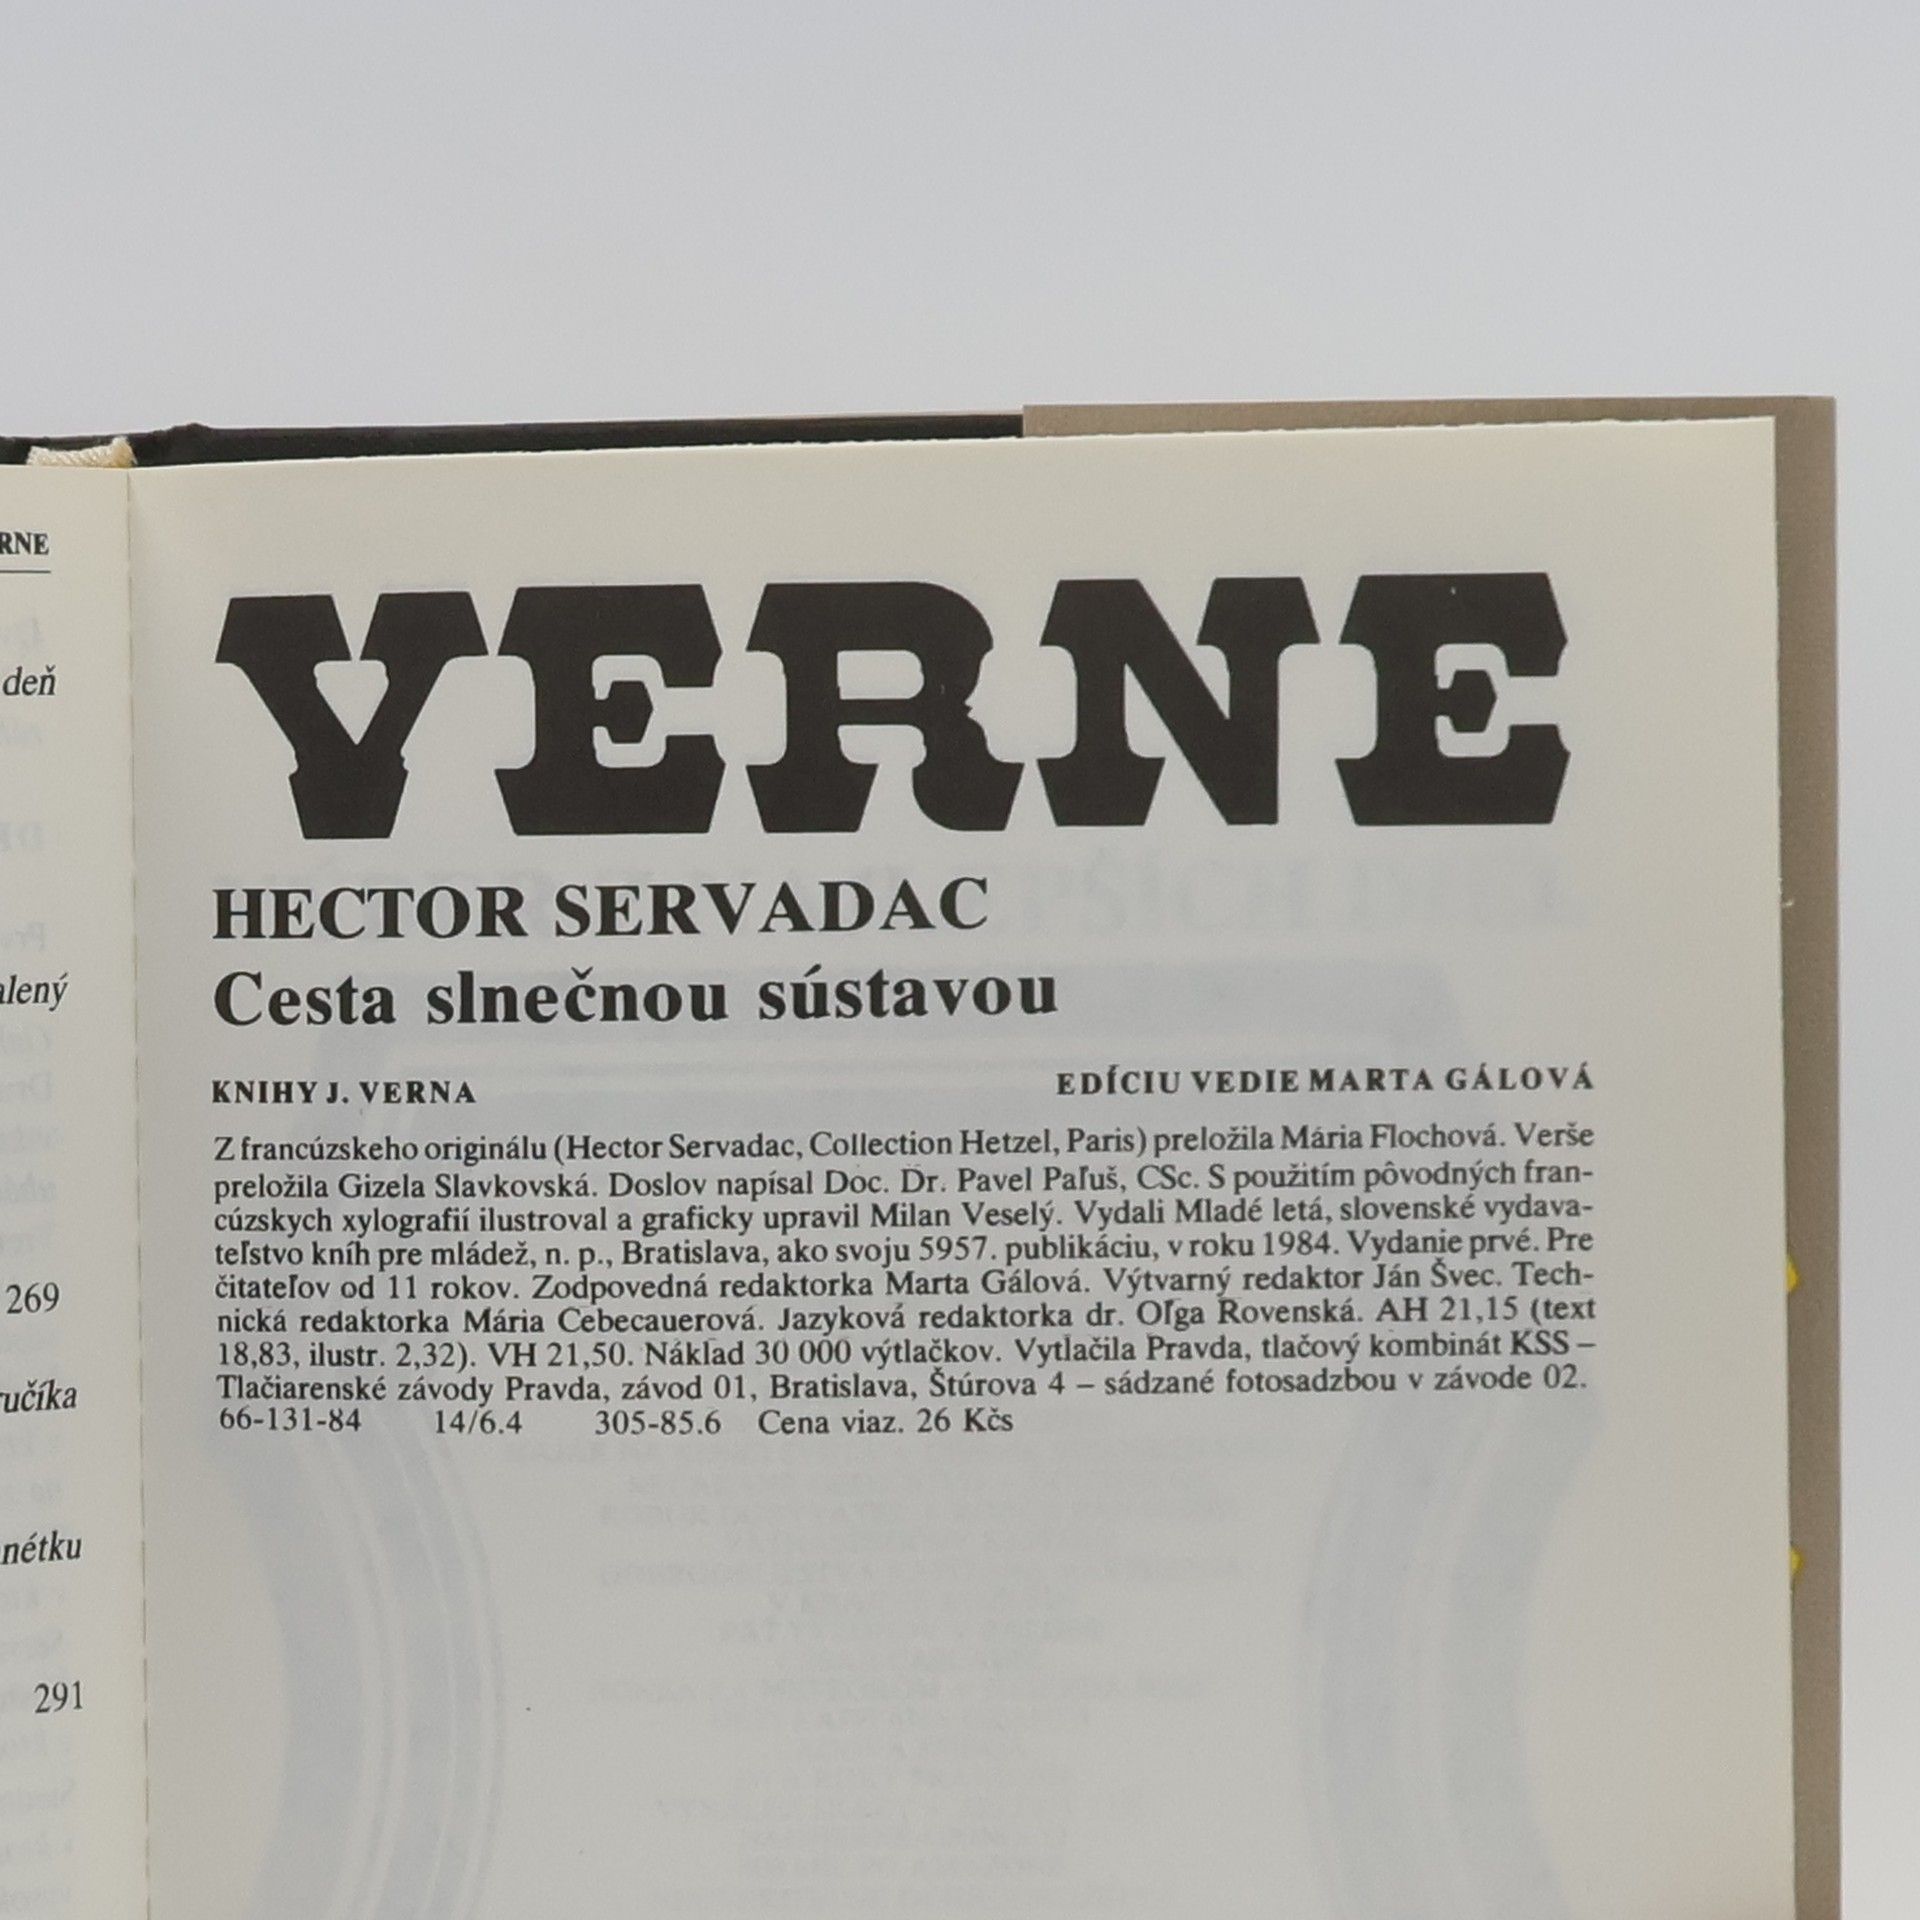 deň
269
nétku
291
VERNE
HECTOR SERVADAC
Cesta slnečnou sústavou
KNIHY J. VERNA EDÍCIU VEDIE MARTA GÁLOVÁ
Z francúzskeho originálu (Hector Servadac, Collection Hetzel, Paris) preložila Mária Flochová. Verše
preložila Gizela Slavkovská. Doslov napísal Doc. Dr. Pavel Paľuš, CSc. S použitím pôvodných fran-
cúzskych xylografií ilustroval a graficky upravil Milan Veselý. Vydali Mladé letá, slovenské vydava-
teľstvo kníh pre mládež, n. p., Bratislava, ako svoju 5957. publikáciu, v roku 1984. Vydanie prvé. Pre
čitateľov od 11 rokov. Zodpovedná redaktorka Marta Gálová. Výtvarný redaktor Ján Švec. Tech-
nická redaktorka Mária Cebecauerová. Jazyková redaktorka dr. Oľga Rovenská. AH 21,15 (text
18,83, ilustr. 2,32). VH 21,50. Náklad 30 000 výtlačkov. Vytlačila Pravda, tlačový kombinát KSS –
Tlačiarenské závody Pravda, závod 01, Bratislava, Štúrova 4 – sádzané fotosadzbou v závode 02.
66-131-84 14/6.4 305-85.6 Cena viaz. 26 Kčs